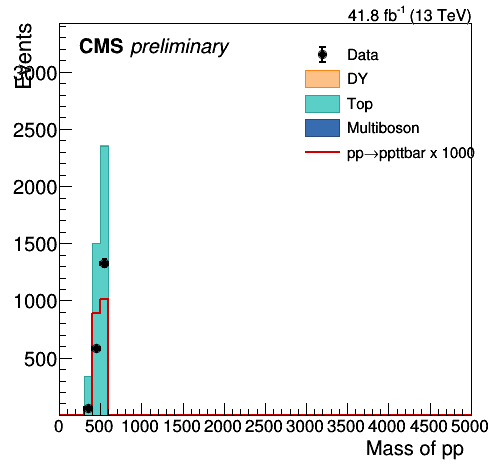 41.8 fb⁻¹ (13 TeV)
CMS preliminary
Events
Data
DY
Top
Multiboson
pp→ppttbar x 1000
3000
2500
2000
1500
1000
500
0 500 1000 1500 2000 2500 3000 3500 4000 4500 5000
Mass of pp